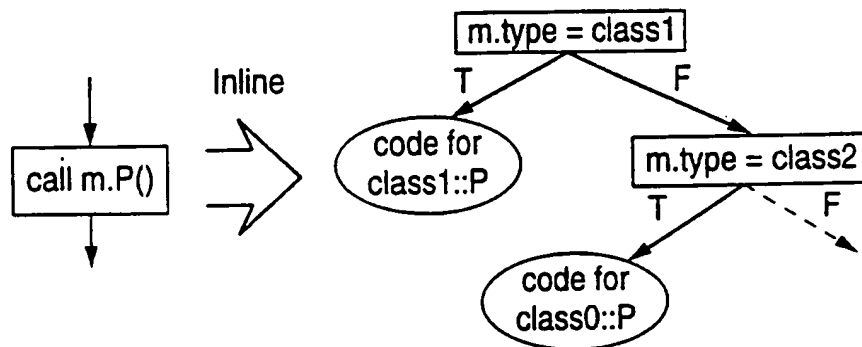 m.type = class1
T
F
Inline
call m.P()
code for
class1::P
m.type = class2
T
F
code for
class0::P